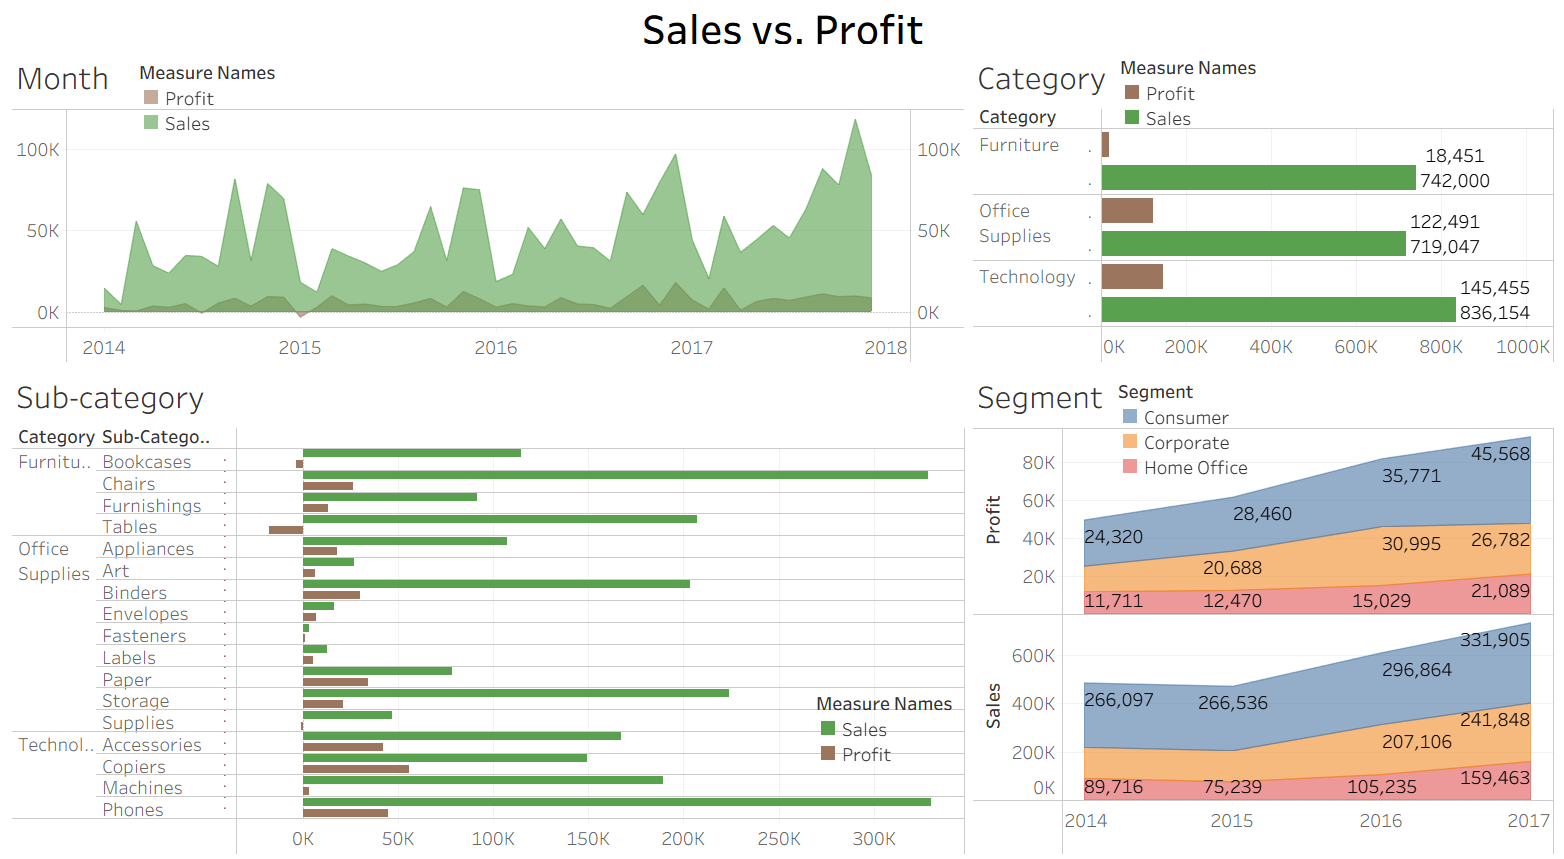 Sales vs. Profit
Month
Measure Names
Profit
Sales
100K
50K
0K
100K
50K
0K
2014
2015
2016
2017
2018
Category
Measure Names
Profit
Sales
Category
Furniture
18,451
742,000
Office
Supplies
122,491
719,047
Technology
145,455
836,154
0K
200K
400K
600K
800K
1000K
Sub-category
Category Sub-Catego..
Furnitu.. Bookcases
Chairs
Furnishings
Tables
Office
Supplies
Appliances
Art
Binders
Envelopes
Fasteners
Labels
Paper
Storage
Supplies
Technol.. Accessories
Copiers
Machines
Phones
Measure Names
Sales
Profit
0K
50K
100K
150K
200K
250K
300K
Segment
Segment
Consumer
Corporate
Home Office
Profit
80K
60K
40K
20K
24,320
28,460
35,771
45,568
20,688
30,995
26,782
11,711
12,470
15,029
21,089
Sales
600K
400K
200K
0K
266,097
266,536
296,864
331,905
207,106
241,848
89,716
75,239
105,235
159,463
2014
2015
2016
2017